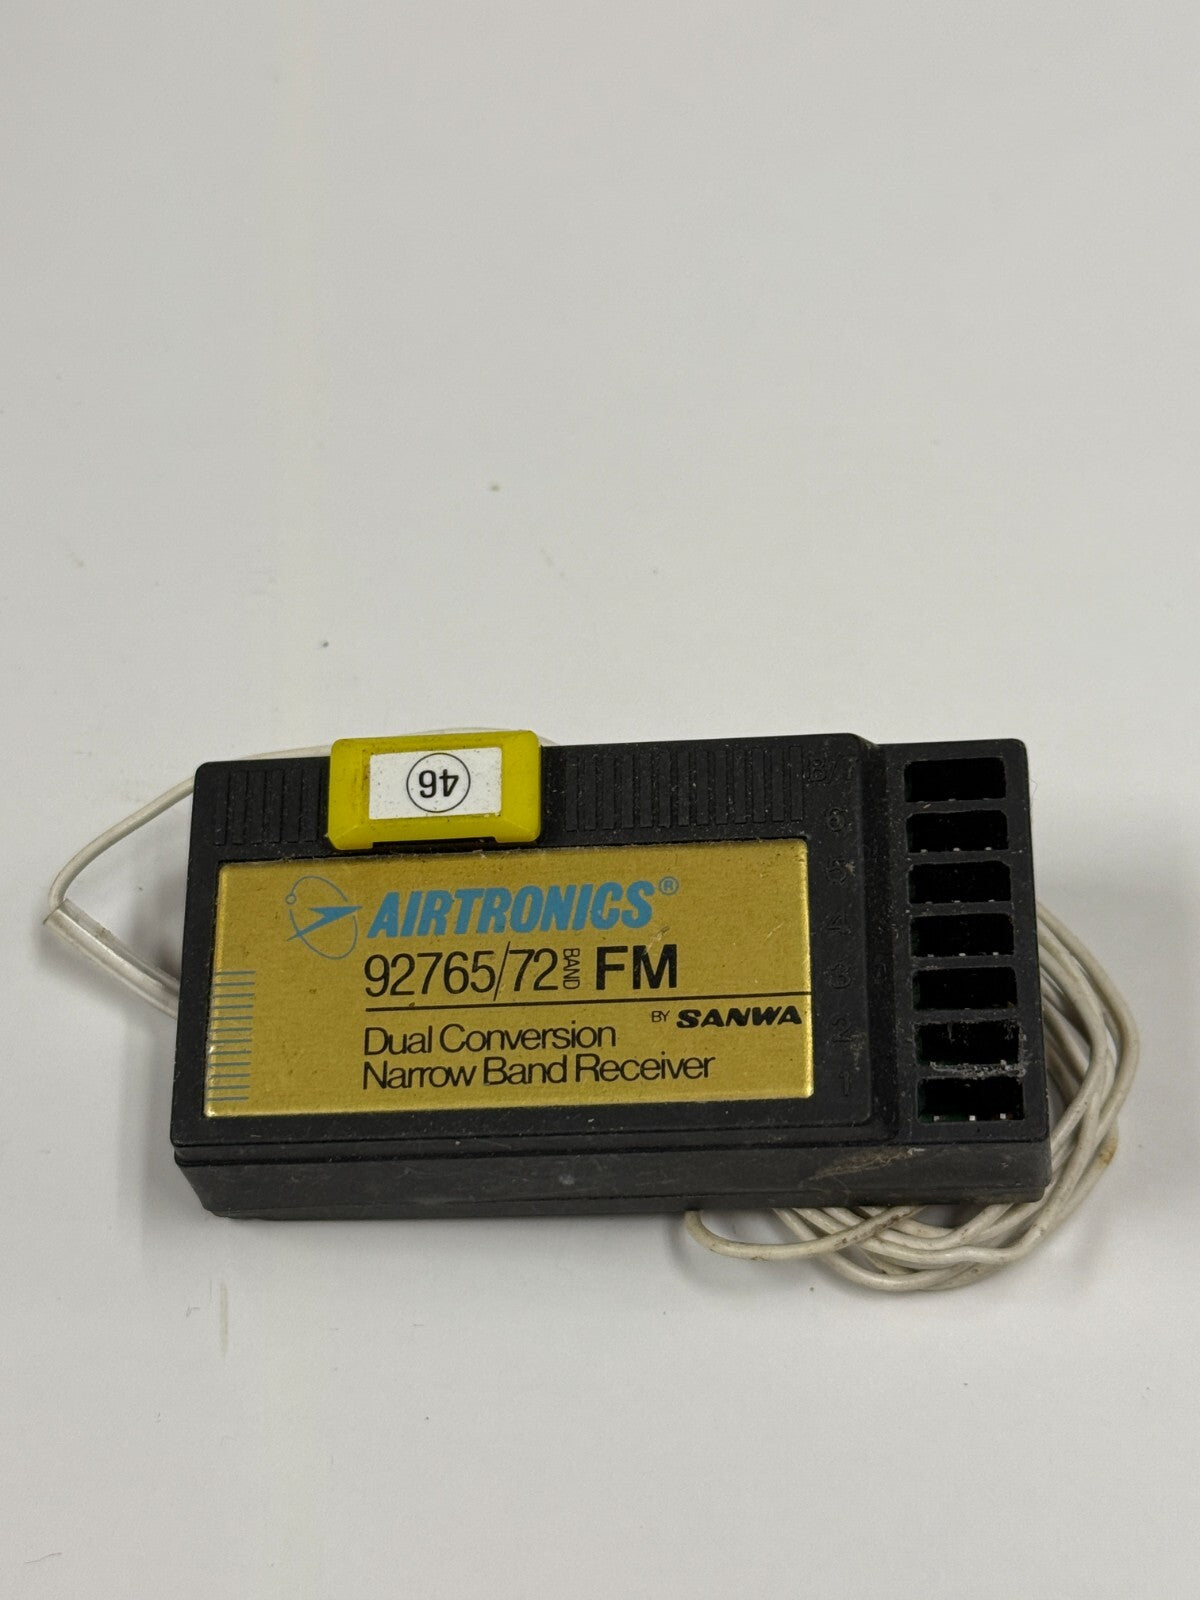 46
AIRTRONICS®
92765/72 BAND FM
BY SANWA
Dual Conversion
Narrow Band Receiver
6
5
4
3
2
1